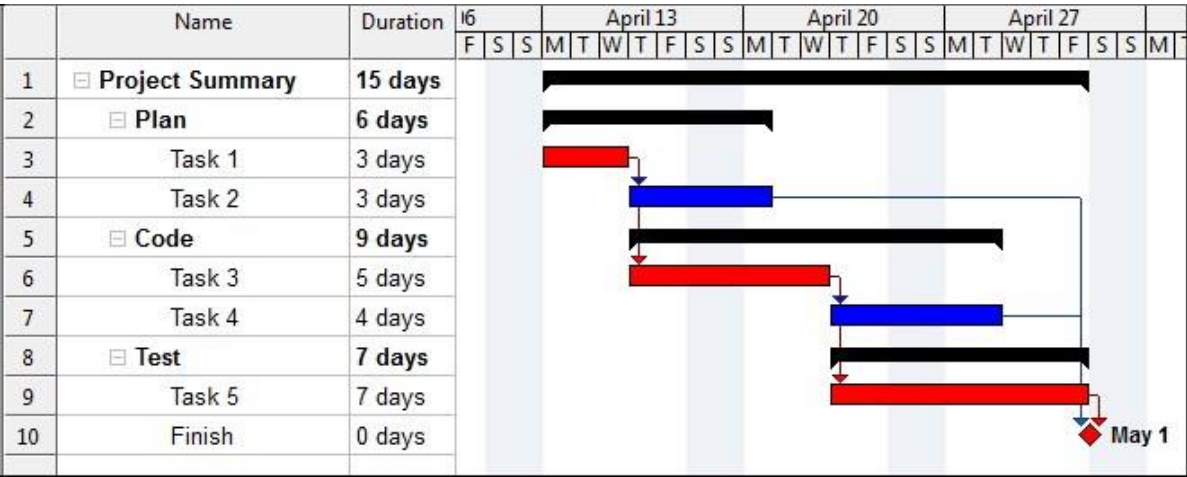 Name Duration 06 April 13 April 20 April 27
F S S M T W T F S S M T W T F S S M T W T F S S M T
1 Project Summary 15 days
2 Plan 6 days
3 Task 1 3 days
4 Task 2 3 days
5 Code 9 days
6 Task 3 5 days
7 Task 4 4 days
8 Test 7 days
9 Task 5 7 days
10 Finish 0 days May 1